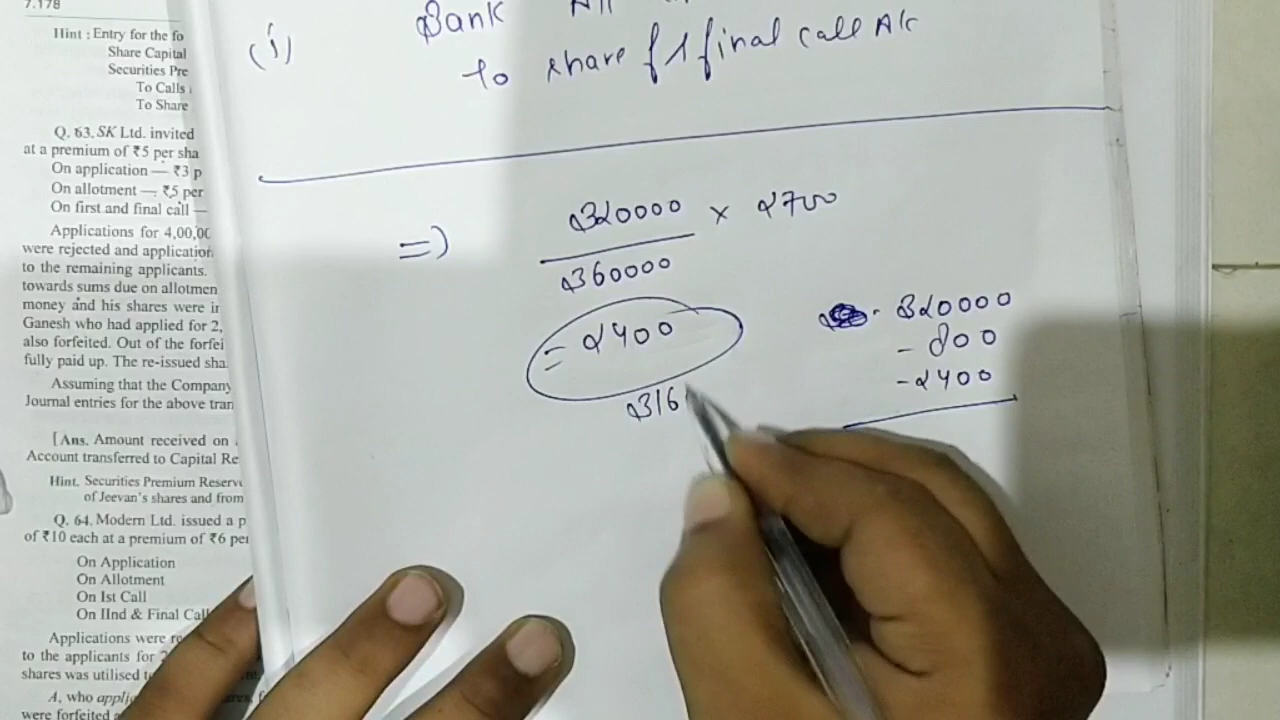 7.178
Hint : Entry for the fo
Share Capital
Securities Pre
To Calls
To Share
Q. 63. SK Ltd. invited
at a premium of ₹5 per sha
On application — ₹3 p
On allotment — ₹5 per
On first and final call —
Applications for 4,00,00
were rejected and application
to the remaining applicants.
towards sums due on allotmen
money and his shares were in
Ganesh who had applied for 2,
also forfeited. Out of the forfei
fully paid up. The re-issued sha
Assuming that the Company
Journal entries for the above tran
[Ans. Amount received on
Account transferred to Capital Re
Hint. Securities Premium Reserv
of Jeevan's shares and from
Q. 64. Modern Ltd. issued a p
of ₹10 each at a premium of ₹6 per
On Application
On Allotment
On Ist Call
On IInd & Final Call
Applications were re
to the applicants for 2
shares was utilised t
A, who applie
were forfeited
(i) Bank
To share f & final call A/c
=) 320000 × 2700
360000
= 2400
316
320000
- 800
- 2400